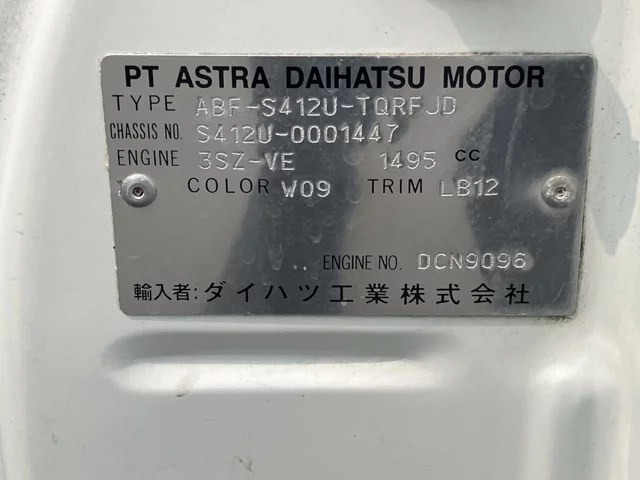 PT ASTRA DAIHATSU MOTOR
TYPE ABF-S412U-TQRFJD
CHASSIS NO. S412U-0001447
ENGINE 3SZ-VE 1495 CC
COLOR W09 TRIM LB12
ENGINE NO. DCN9096
輸入者: ダイハツ工業株式会社